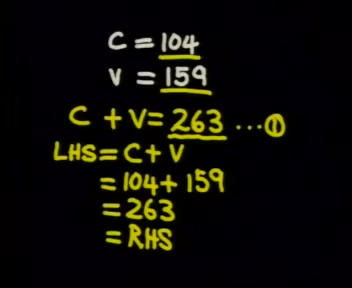 C = 104
V = 159
C + V = 263 ... ①
LHS = C + V
= 104 + 159
= 263
= RHS